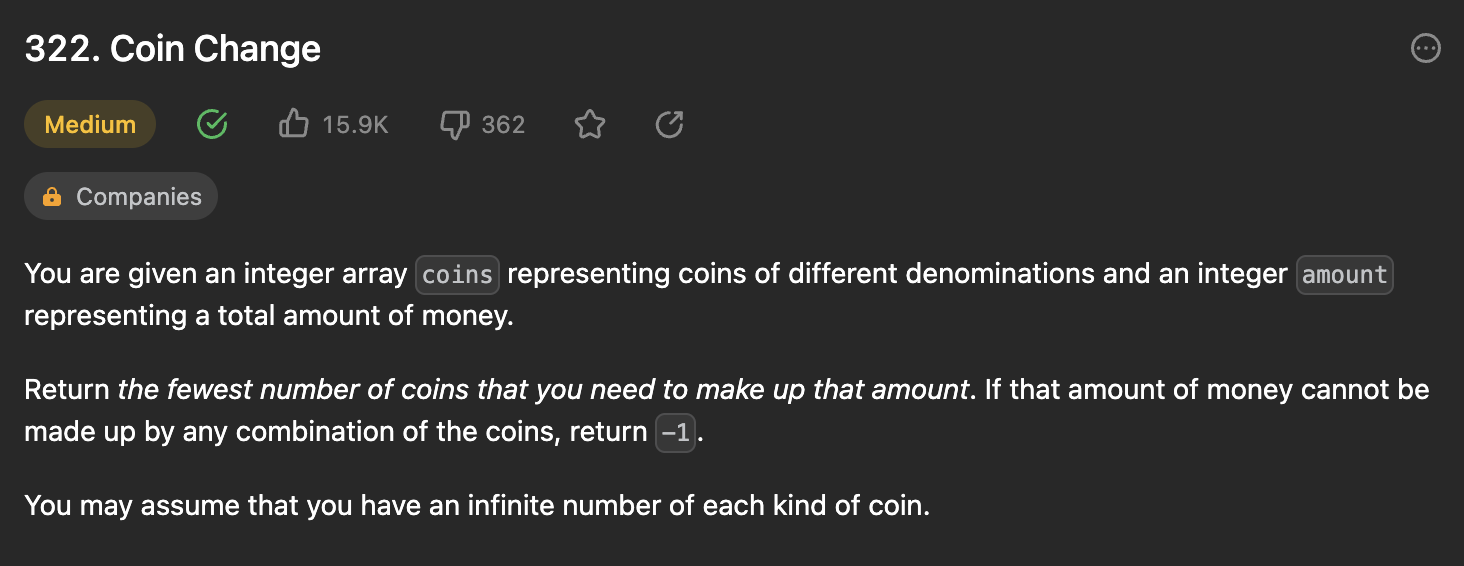 322. Coin Change
Medium 15.9K 362
Companies
You are given an integer array coins representing coins of different denominations and an integer amount
representing a total amount of money.
Return the fewest number of coins that you need to make up that amount. If that amount of money cannot be
made up by any combination of the coins, return -1.
You may assume that you have an infinite number of each kind of coin.